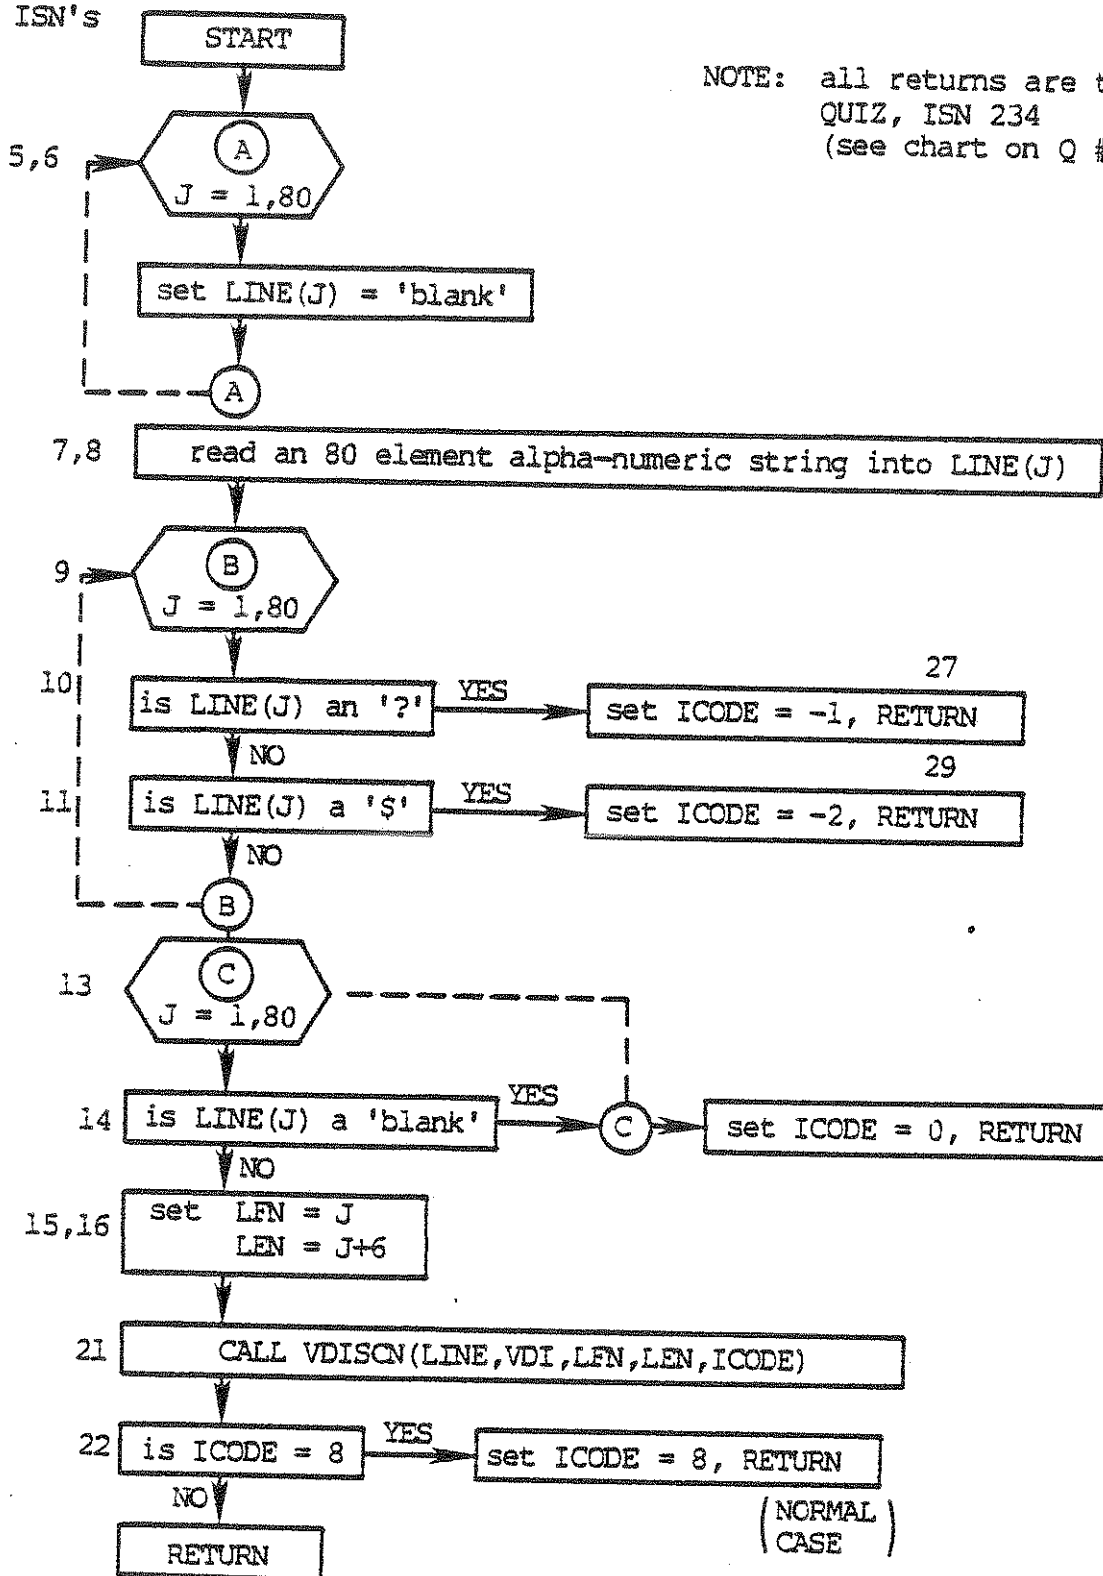 ISN's
START
NOTE: all returns are t
QUIZ, ISN 234
(see chart on Q #
5,6
A
J = 1,80
set LINE(J) = 'blank'
A
7,8
read an 80 element alpha-numeric string into LINE(J)
9
B
J = 1,80
10
is LINE(J) an '?'
YES
27
set ICODE = -1, RETURN
NO
11
is LINE(J) a '$'
YES
29
set ICODE = -2, RETURN
NO
B
13
C
J = 1,80
14
is LINE(J) a 'blank'
YES
C
set ICODE = 0, RETURN
NO
15,16
set LFN = J
LEN = J+6
21
CALL VDISCN(LINE,VDI,LFN,LEN,ICODE)
22
is ICODE = 8
YES
set ICODE = 8, RETURN
NO
(NORMAL
CASE)
RETURN